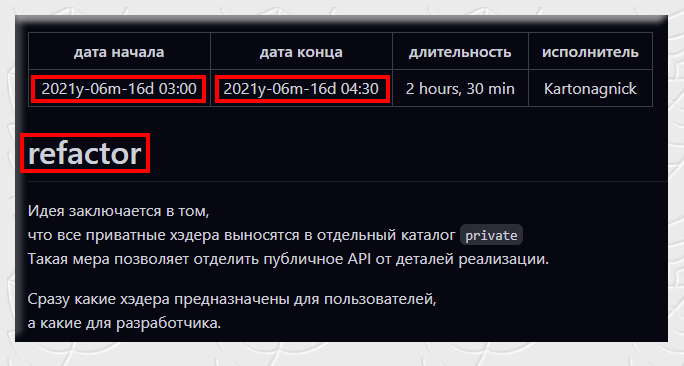 дата начала дата конца длительность исполнитель
2021y-06m-16d 03:00 2021y-06m-16d 04:30 2 hours, 30 min Kartonagnick
refactor
Идея заключается в том,
что все приватные хэдера выносятся в отдельный каталог private
Такая мера позволяет отделить публичное API от деталей реализации.
Сразу какие хэдера предназначены для пользователей,
а какие для разработчика.